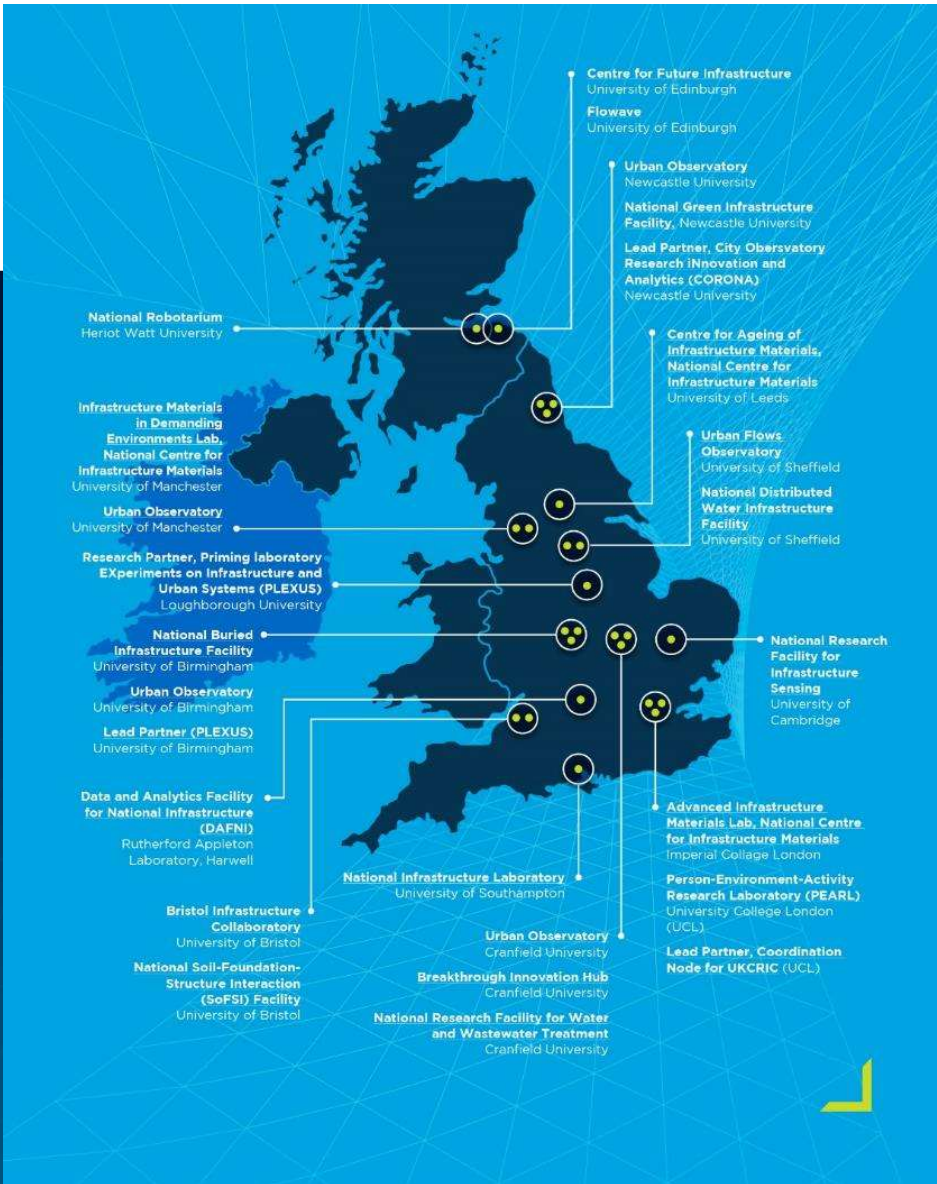 Centre for Future Infrastructure
University of Edinburgh
Flowave
University of Edinburgh
Urban Observatory
Newcastle University
National Green Infrastructure
Facility, Newcastle University
Lead Partner, City Obersvatory
Research iNnovation and
Analytics (CORONA)
Newcastle University
National Robotarium
Heriot Watt University
Centre for Ageing of
Infrastructure Materials,
National Centre for
Infrastructure Materials
University of Leeds
Infrastructure Materials
in Demanding
Environments Lab,
National Centre for
Infrastructure Materials
University of Manchester
Urban Observatory
University of Manchester
Urban Flows
Observatory
University of Sheffield
National Distributed
Water Infrastructure
Facility
University of Sheffield
Research Partner, Priming laboratory
EXperiments on Infrastructure and
Urban Systems (PLEXUS)
Loughborough University
National Buried
Infrastructure Facility
University of Birmingham
Urban Observatory
University of Birmingham
Lead Partner (PLEXUS)
University of Birmingham
National Research
Facility for
Infrastructure
Sensing
University of
Cambridge
Data and Analytics Facility
for National Infrastructure
(DAFNI)
Rutherford Appleton
Laboratory, Harwell
Advanced Infrastructure
Materials Lab, National Centre
for Infrastructure Materials
Imperial Collage London
Person-Environment-Activity
Research Laboratory (PEARL)
University College London
(UCL)
Lead Partner, Coordination
Node for UKCRIC (UCL)
National Infrastructure Laboratory
University of Southampton
Bristol Infrastructure
Collaboratory
University of Bristol
National Soil-Foundation-
Structure Interaction
(SoFSI) Facility
University of Bristol
Urban Observatory
Cranfield University
Breakthrough Innovation Hub
Cranfield University
National Research Facility for Water
and Wastewater Treatment
Cranfield University